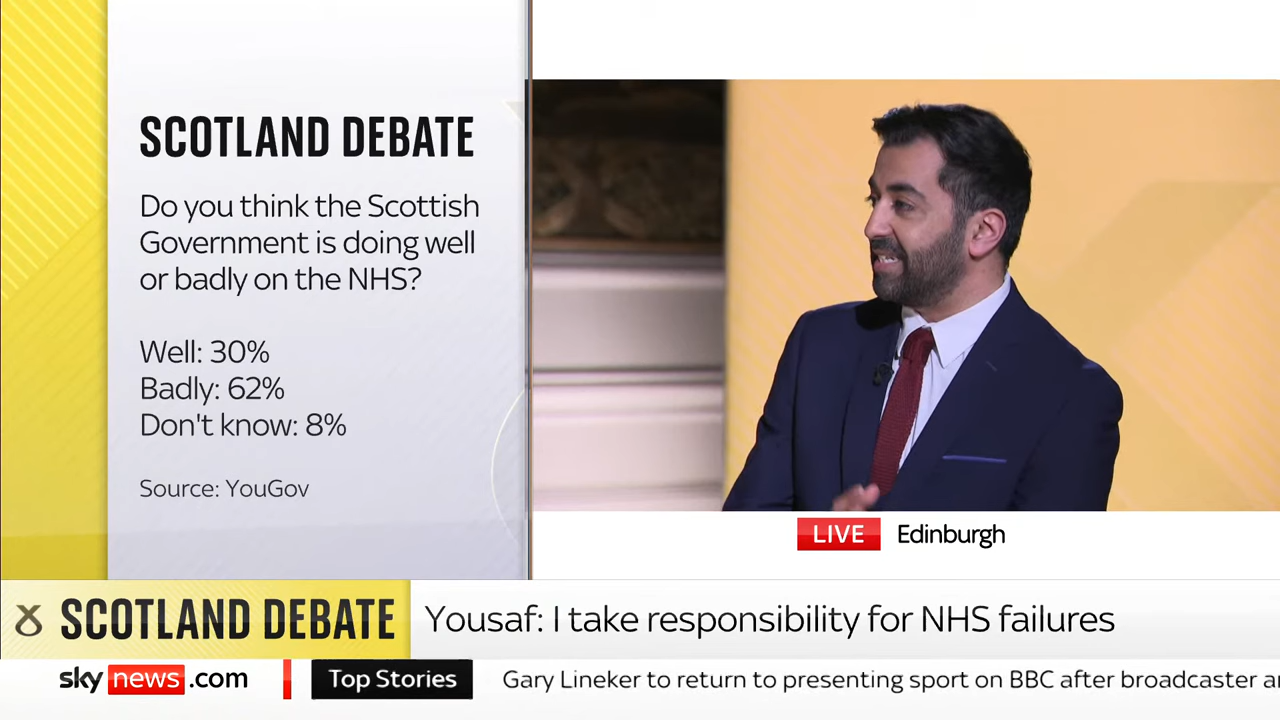 SCOTLAND DEBATE
Do you think the Scottish
Government is doing well
or badly on the NHS?
Well: 30%
Badly: 62%
Don't know: 8%
Source: YouGov
LIVE Edinburgh
SCOTLAND DEBATE Yousaf: I take responsibility for NHS failures
sky news .com Top Stories Gary Lineker to return to presenting sport on BBC after broadcaster